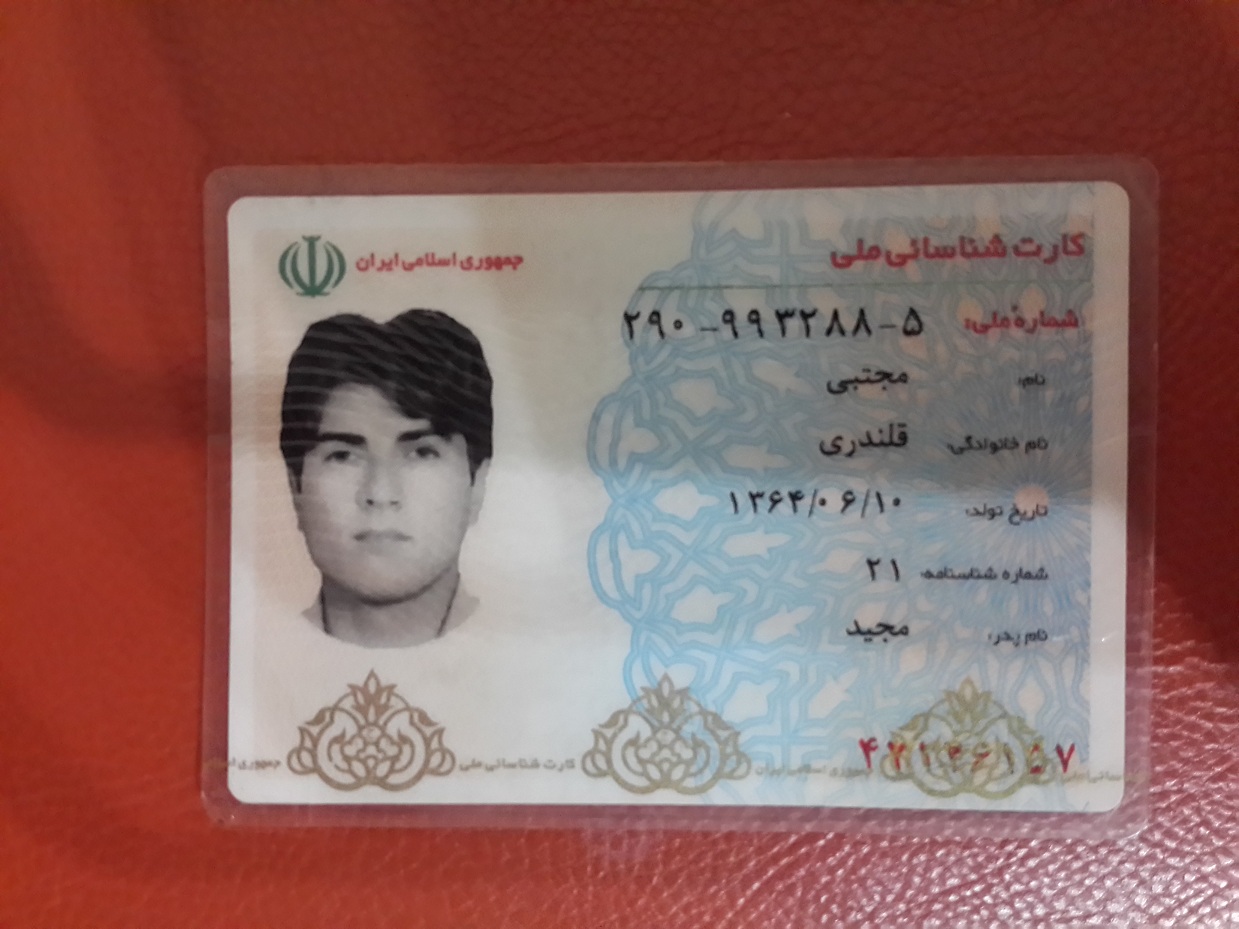 کارت شناسائی ملی
جمهوری اسلامی ایران
شمارهٔ ملی: ۲۹۰-۹۹۳۲۸۸-۵
نام: مجتبی
نام خانوادگی: قلندری
تاریخ تولد: ۱۳۶۴/۰۶/۱۰
شماره شناسنامه: ۲۱
نام پدر: مجید
جمهوری کارت شناسائی ملی جمهوری اسلامی ایران